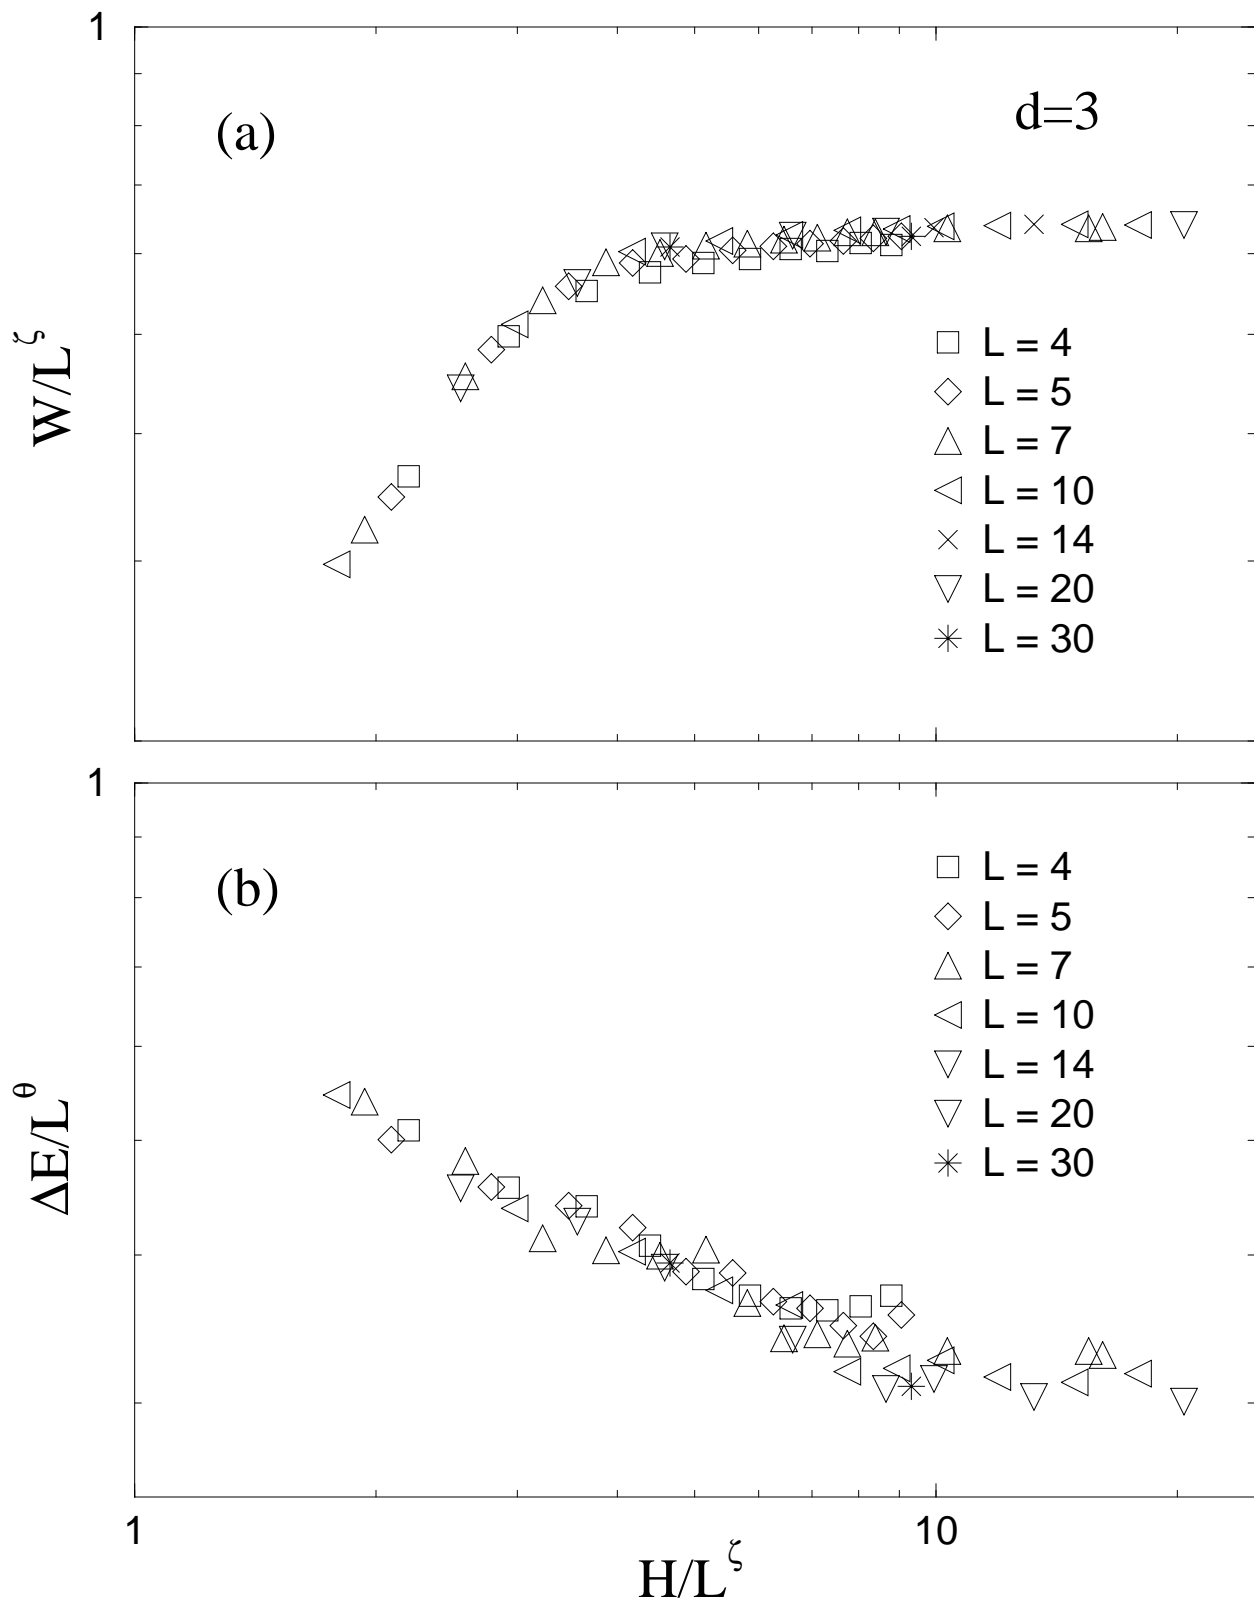 1
(a)
d=3
W/L^ζ
L = 4
L = 5
L = 7
L = 10
L = 14
L = 20
L = 30
1
(b)
ΔE/L^θ
L = 4
L = 5
L = 7
L = 10
L = 14
L = 20
L = 30
1
10
H/L^ζ